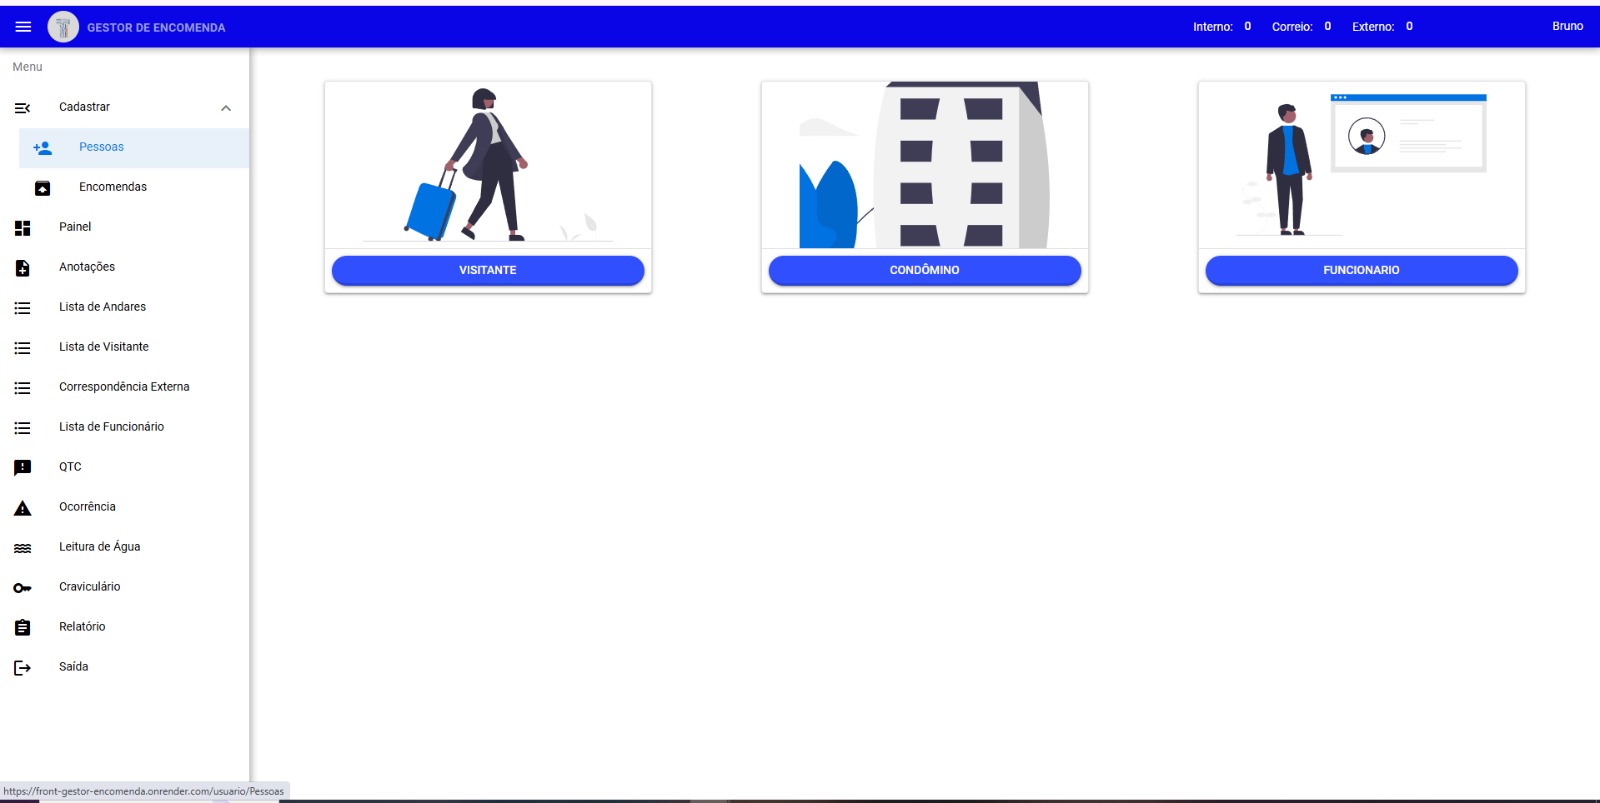 GESTOR DE ENCOMENDA
Interno: 0 Correio: 0 Externo: 0
Bruno
Menu
Cadastrar
Pessoas
Encomendas
Painel
Anotações
Lista de Andares
Lista de Visitante
Correspondência Externa
Lista de Funcionário
QTC
Ocorrência
Leitura de Água
Craviculário
Relatório
Saída
VISITANTE
CONDÔMINO
FUNCIONARIO
https://front-gestor-encomenda.onrender.com/usuario/Pessoas